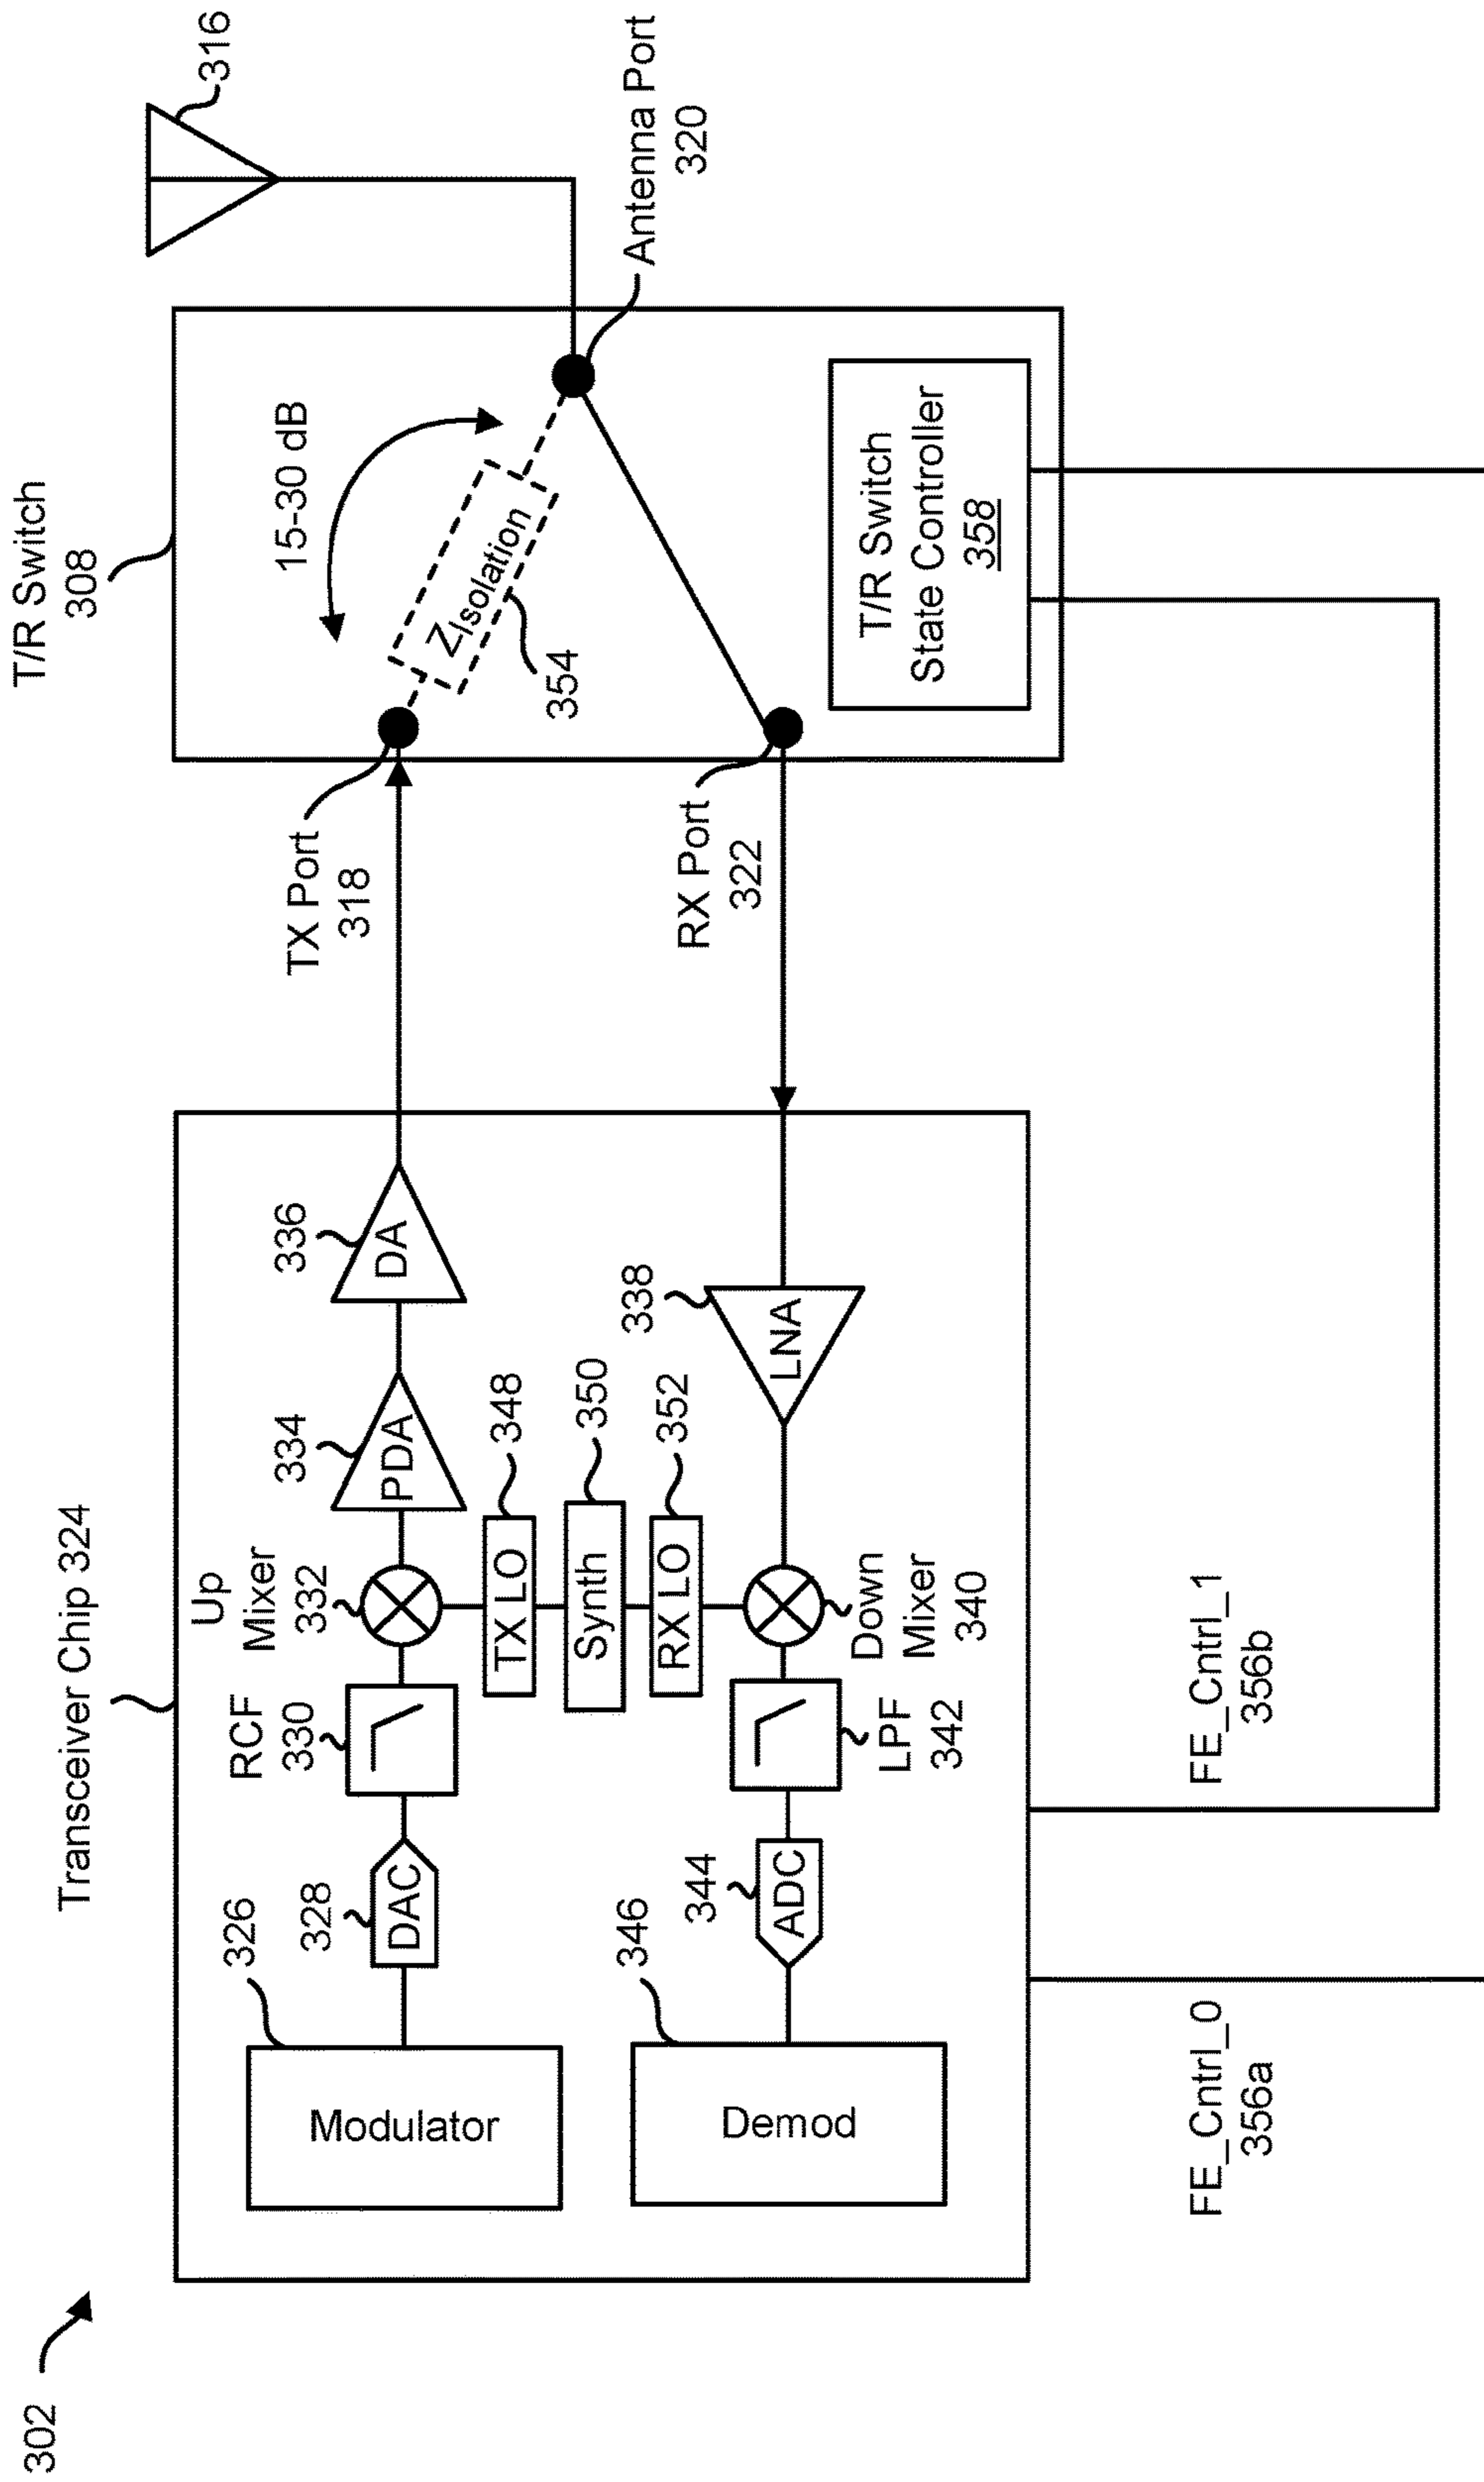 302
Transceiver Chip 324
326
Modulator
328
DAC
RCF
330
Up
Mixer
332
334
PDA
336
DA
TX LO
348
Synth
350
RX LO
352
346
Demod
344
ADC
LPF
342
Down
Mixer
340
338
LNA
TX Port
318
RX Port
322
T/R Switch
308
15-30 dB
ZIsolation
354
316
Antenna Port
320
T/R Switch
State Controller
358
FE_Cntrl_0
356a
FE_Cntrl_1
356b